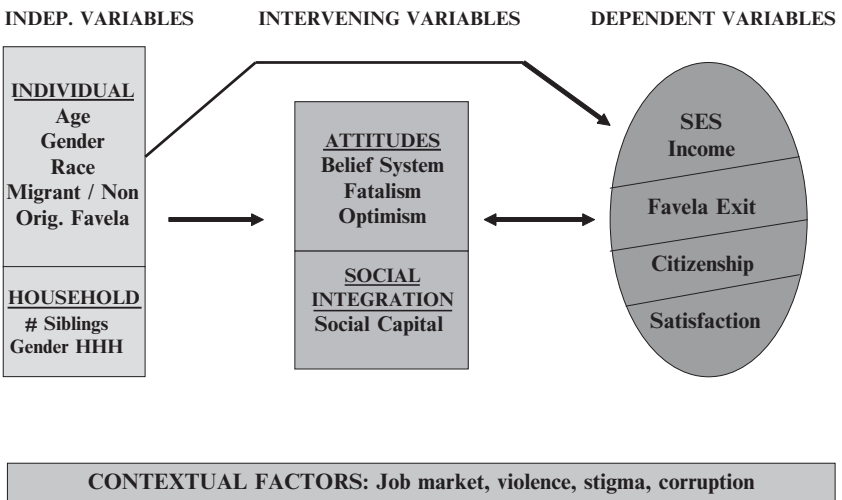 INDEP. VARIABLES
INTERVENING VARIABLES
DEPENDENT VARIABLES
INDIVIDUAL
Age
Gender
Race
Migrant / Non
Orig. Favela
HOUSEHOLD
# Siblings
Gender HHH
ATTITUDES
Belief System
Fatalism
Optimism
SOCIAL
INTEGRATION
Social Capital
SES
Income
Favela Exit
Citizenship
Satisfaction
CONTEXTUAL FACTORS: Job market, violence, stigma, corruption